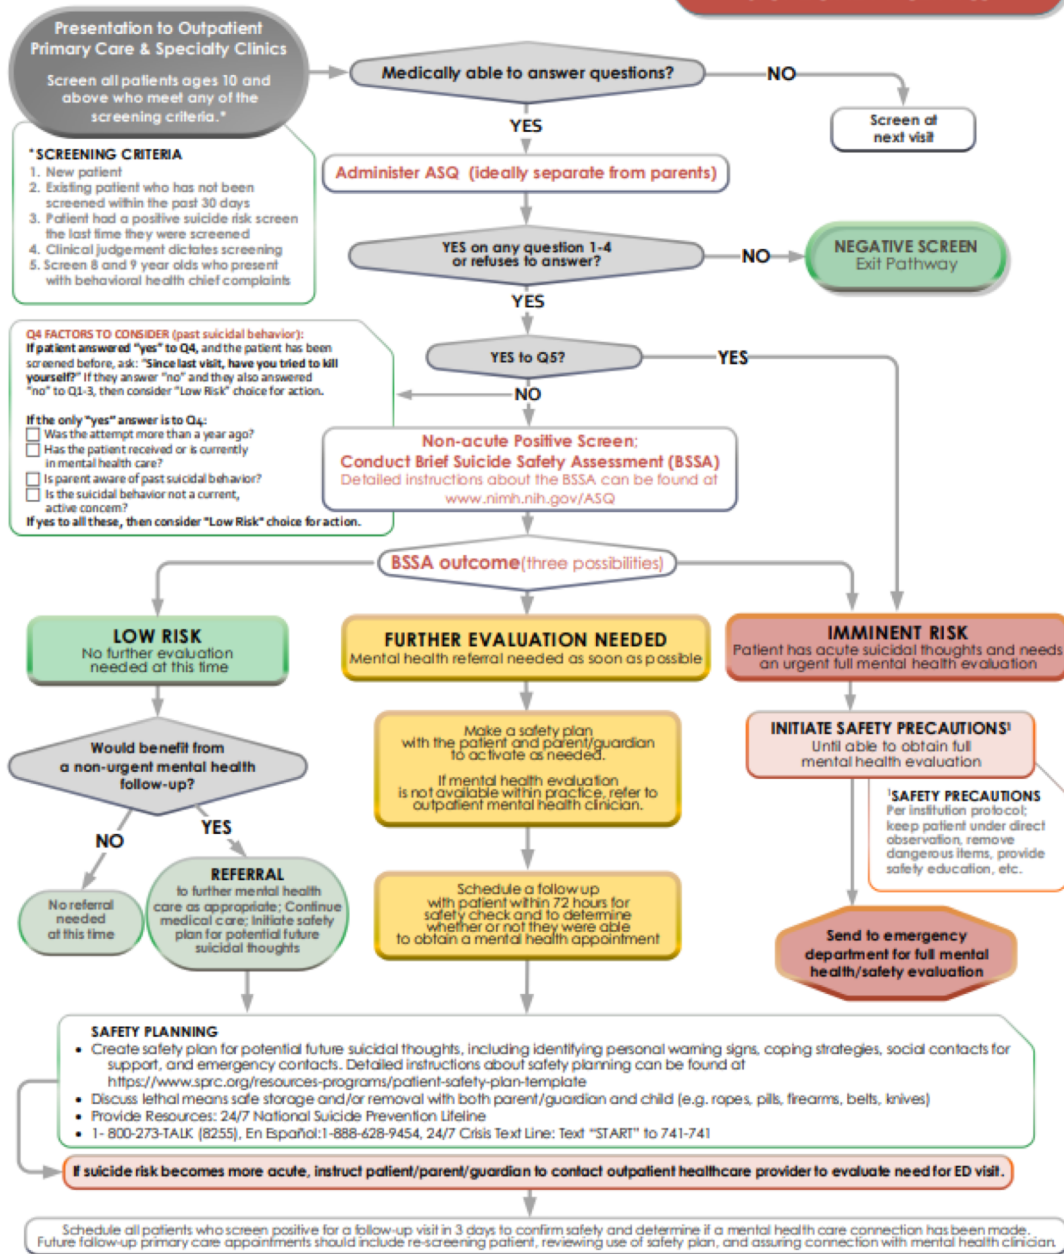 Presentation to Outpatient
Primary Care & Specialty Clinics
Screen all patients ages 10 and
above who meet any of the
screening criteria.*
Medically able to answer questions?
NO
Screen at
next visit
YES
*SCREENING CRITERIA
1. New patient
2. Existing patient who has not been
screened within the past 30 days
3. Patient had a positive suicide risk screen
the last time they were screened
4. Clinical judgement dictates screening
5. Screen 8 and 9 year olds who present
with behavioral health chief complaints
Administer ASQ (ideally separate from parents)
YES on any question 1-4
or refuses to answer?
NO
NEGATIVE SCREEN
Exit Pathway
YES
Q4 FACTORS TO CONSIDER (past suicidal behavior):
If patient answered "yes" to Q4, and the patient has been
screened before, ask: "Since last visit, have you tried to kill
yourself?" If they answer "no" and they also answered
"no" to Q1-3, then consider "Low Risk" choice for action.
If the only "yes" answer is to Q4:
Was the attempt more than a year ago?
Has the patient received or is currently
in mental health care?
Is parent aware of past suicidal behavior?
Is the suicidal behavior not a current,
active concern?
If yes to all these, then consider "Low Risk" choice for action.
YES to Q5?
YES
NO
Non-acute Positive Screen;
Conduct Brief Suicide Safety Assessment (BSSA)
Detailed instructions about the BSSA can be found at
www.nimh.nih.gov/ASQ
BSSA outcome(three possibilities)
LOW RISK
No further evaluation
needed at this time
FURTHER EVALUATION NEEDED
Mental health referral needed as soon as possible
IMMINENT RISK
Patient has acute suicidal thoughts and needs
an urgent full mental health evaluation
Would benefit from
a non-urgent mental health
follow-up?
NO
YES
No referral
needed
at this time
REFERRAL
to further mental health
care as appropriate; Continue
medical care; Initiate safety
plan for potential future
suicidal thoughts
Make a safety plan
with the patient and parent/guardian
to activate as needed.
If mental health evaluation
is not available within practice, refer to
outpatient mental health clinician.
Schedule a follow up
with patient within 72 hours for
safety check and to determine
whether or not they were able
to obtain a mental health appointment
INITIATE SAFETY PRECAUTIONS¹
Until able to obtain full
mental health evaluation
¹SAFETY PRECAUTIONS
Per institution protocol;
keep patient under direct
observation, remove
dangerous items, provide
safety education, etc.
Send to emergency
department for full mental
health/safety evaluation
SAFETY PLANNING
• Create safety plan for potential future suicidal thoughts, including identifying personal warning signs, coping strategies, social contacts for
support, and emergency contacts. Detailed instructions about safety planning can be found at
https://www.sprc.org/resources-programs/patient-safety-plan-template
• Discuss lethal means safe storage and/or removal with both parent/guardian and child (e.g. ropes, pills, firearms, belts, knives)
• Provide Resources: 24/7 National Suicide Prevention Lifeline
• 1- 800-273-TALK (8255), En Español:1-888-628-9454, 24/7 Crisis Text Line: Text "START" to 741-741
If suicide risk becomes more acute, instruct patient/parent/guardian to contact outpatient healthcare provider to evaluate need for ED visit.
Schedule all patients who screen positive for a follow-up visit in 3 days to confirm safety and determine if a mental health care connection has been made.
Future follow-up primary care appointments should include re-screening patient, reviewing use of safety plan, and assuring connection with mental health clinician.